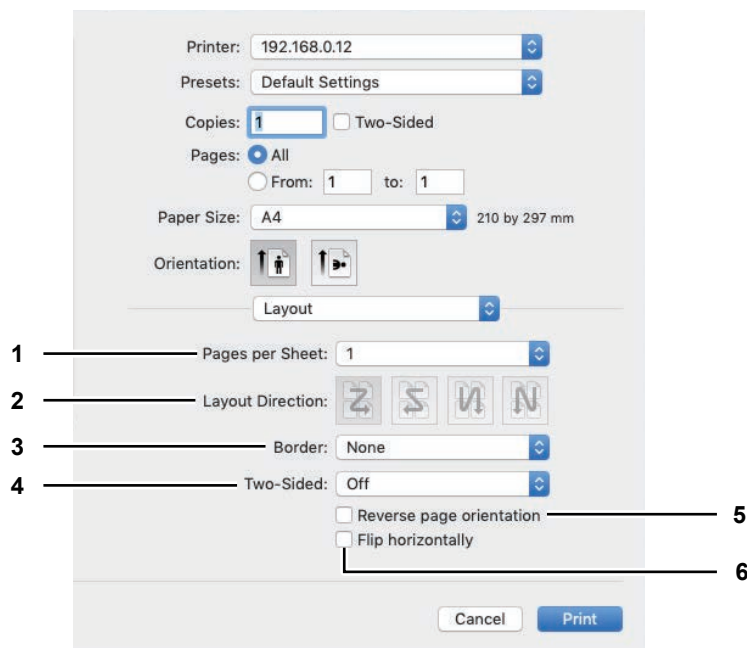 Printer: 192.168.0.12
Presets: Default Settings
Copies: 1 Two-Sided
Pages: All
From: 1 to: 1
Paper Size: A4 210 by 297 mm
Orientation:
Layout
1 Pages per Sheet: 1
2 Layout Direction:
3 Border: None
4 Two-Sided: Off
Reverse page orientation 5
Flip horizontally
6
Cancel Print